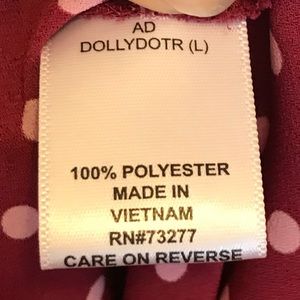 AD
DOLLYDOTR (L)
100% POLYESTER
MADE IN
VIETNAM
RN#73277
CARE ON REVERSE